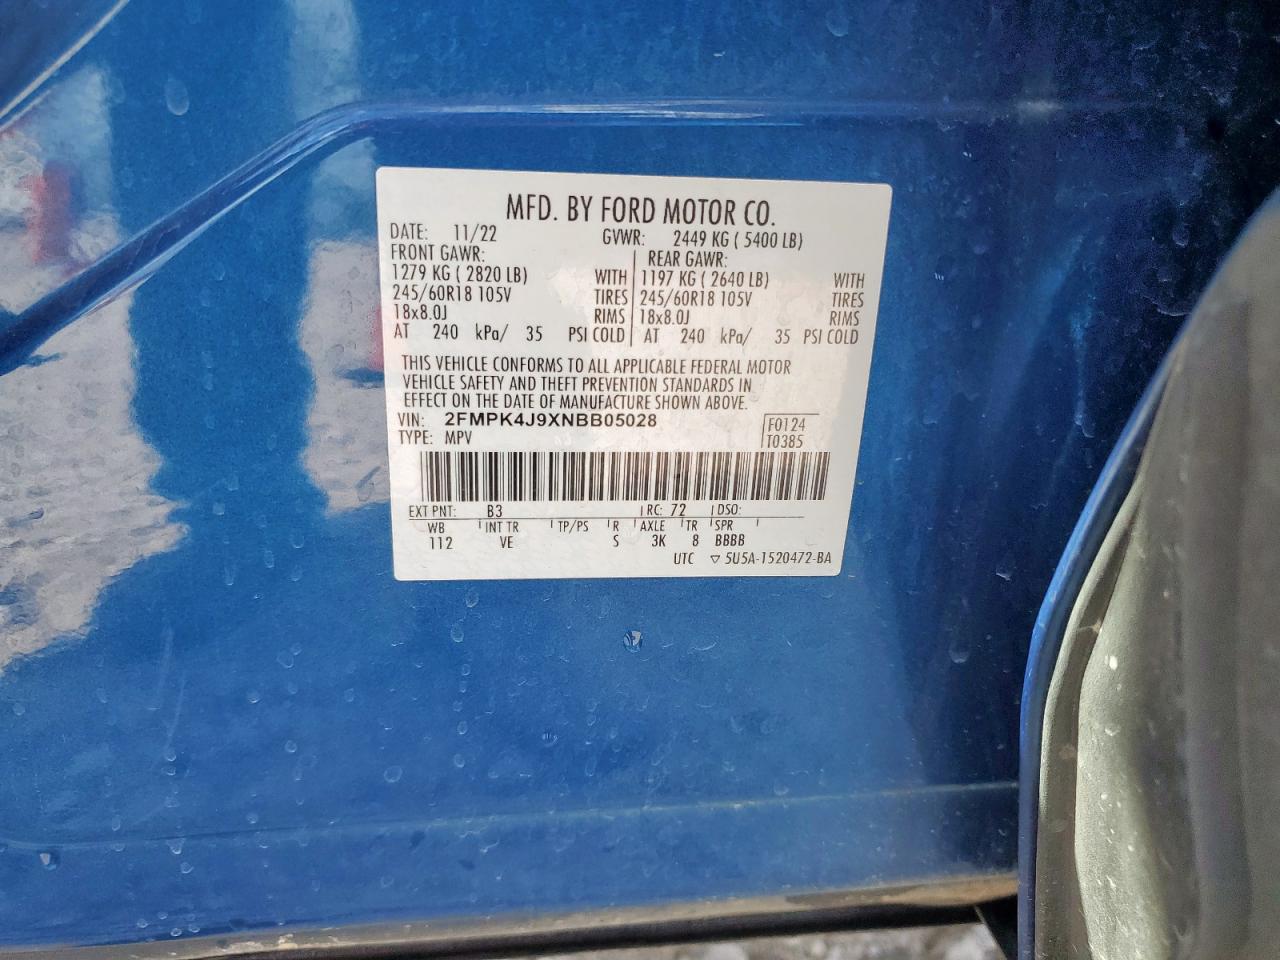 MFD. BY FORD MOTOR CO.
DATE: 11/22 GVWR: 2449 KG ( 5400 LB)
FRONT GAWR: REAR GAWR:
1279 KG ( 2820 LB) WITH 1197 KG ( 2640 LB) WITH
245/60R18 105V TIRES 245/60R18 105V TIRES
18x8.0J RIMS 18x8.0J RIMS
AT 240 kPa/ 35 PSI COLD AT 240 kPa/ 35 PSI COLD
THIS VEHICLE CONFORMS TO ALL APPLICABLE FEDERAL MOTOR
VEHICLE SAFETY AND THEFT PREVENTION STANDARDS IN
EFFECT ON THE DATE OF MANUFACTURE SHOWN ABOVE.
VIN: 2FMPK4J9XNBB05028 F0124
TYPE: MPV T0385
EXT PNT: B3 RC: 72 DSO:
WB INT TR TP/PS R AXLE TR SPR
112 VE S 3K 8 BBBB
UTC ▽ 5U5A-1520472-BA